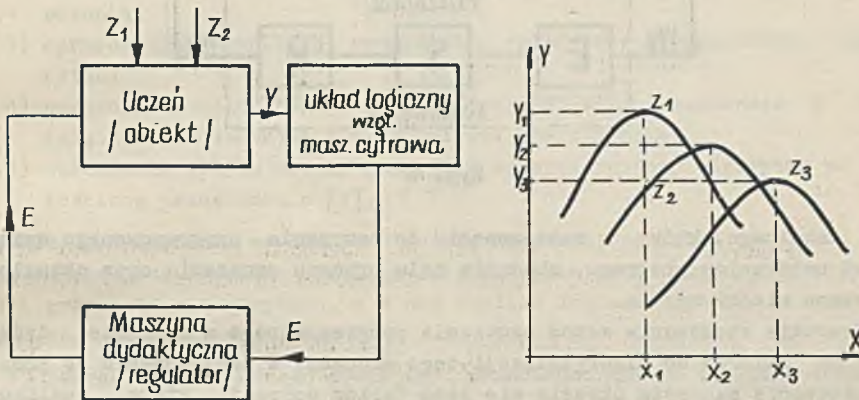 Z1 Z2
Uczeń
/obiekt/
Y
układ logiczny
wzgl.
masz. cyfrowa
E
E
Maszyna
dydaktyczna
/regulator/
Y
Y1
Y2
Y3
Z1
Z2
Z3
X1 X2 X3
X